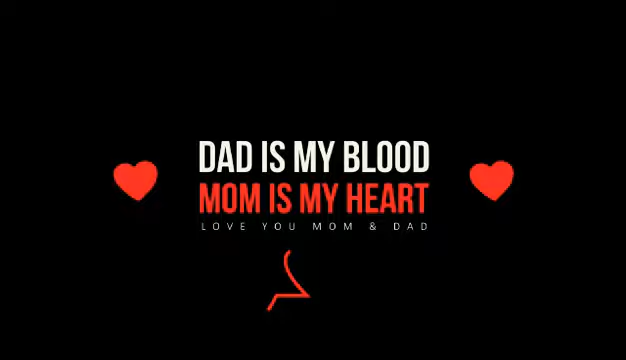 DAD IS MY BLOOD
MOM IS MY HEART
LOVE YOU MOM & DAD